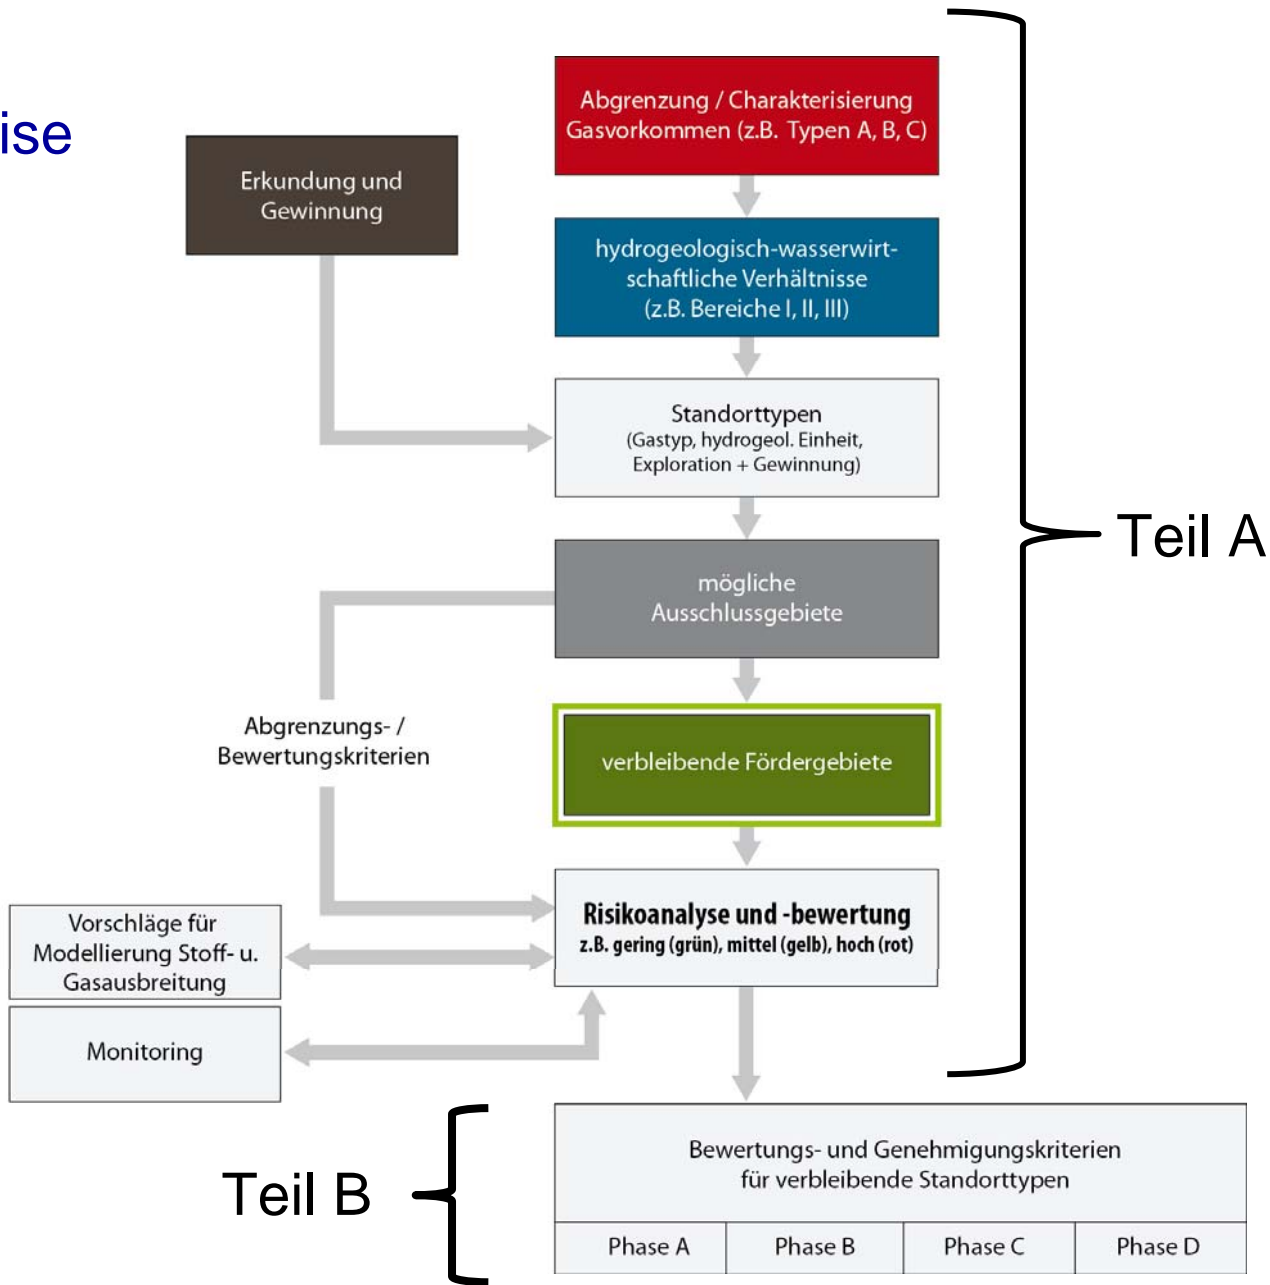 ise
Abgrenzung / Charakterisierung
Gasvorkommen (z.B. Typen A, B, C)
Erkundung und
Gewinnung
hydrogeologisch-wasserwirt-
schaftliche Verhältnisse
(z.B. Bereiche I, II, III)
Standorttypen
(Gastyp, hydrogeol. Einheit,
Exploration + Gewinnung)
Teil A
mögliche
Ausschlussgebiete
Abgrenzungs- /
Bewertungskriterien
verbleibende Fördergebiete
Risikoanalyse und -bewertung
z.B. gering (grün), mittel (gelb), hoch (rot)
Vorschläge für
Modellierung Stoff- u.
Gasausbreitung
Monitoring
Teil B
Bewertungs- und Genehmigungskriterien
für verbleibende Standorttypen
Phase A
Phase B
Phase C
Phase D